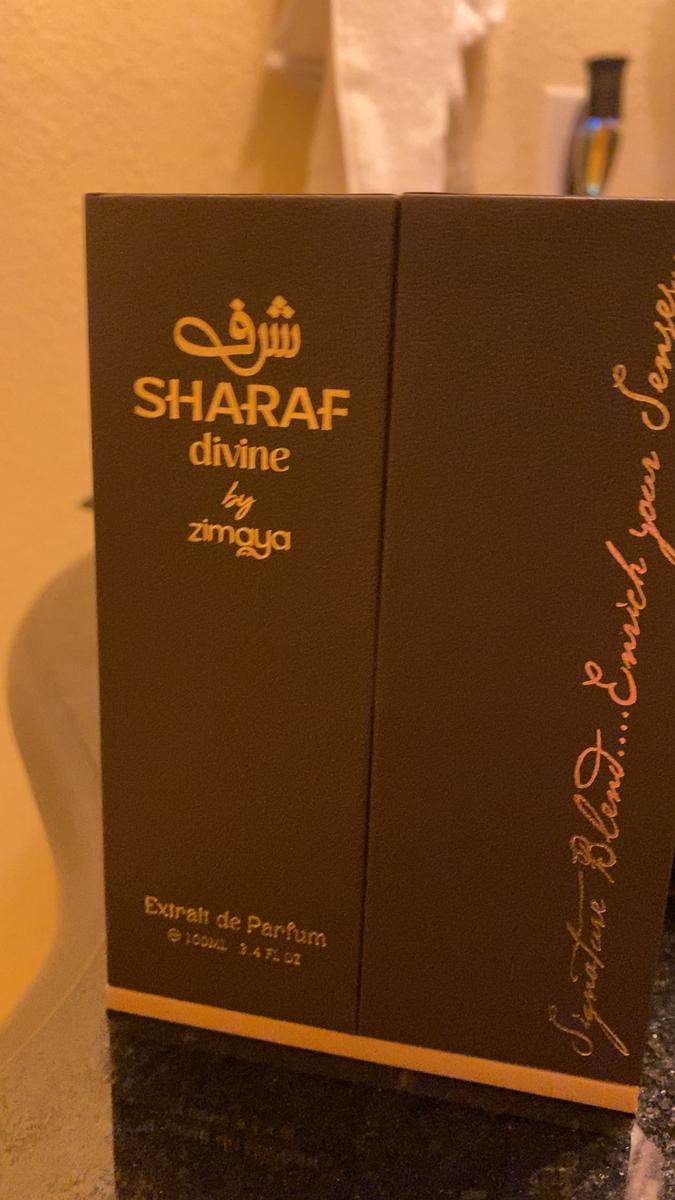 شرف
SHARAF
divine
by
zimaya
Extrait de Parfum
℮ 100ML 3.4 FL OZ
Signature Blend....Enrich your Senses